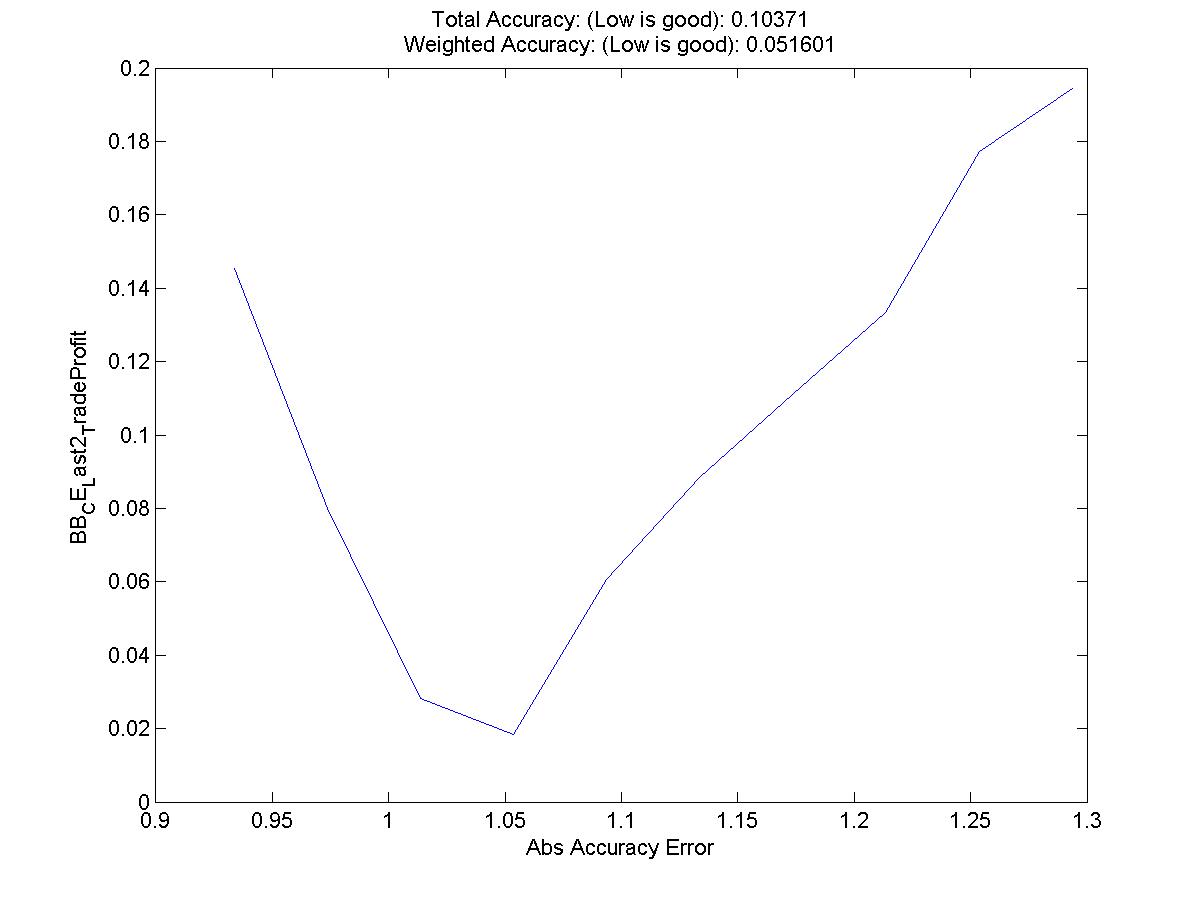 Total Accuracy: (Low is good): 0.10371
Weighted Accuracy: (Low is good): 0.051601
0.2
0.18
0.16
0.14
0.12
0.1
0.08
0.06
0.04
0.02
0
BB_CE_Last2_TradeProfit
0.9 0.95 1 1.05 1.1 1.15 1.2 1.25 1.3
Abs Accuracy Error